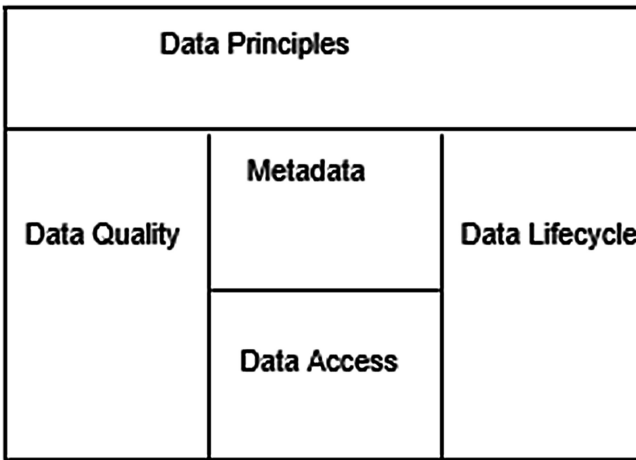 Data Principles
Metadata
Data Quality
Data Lifecycle
Data Access